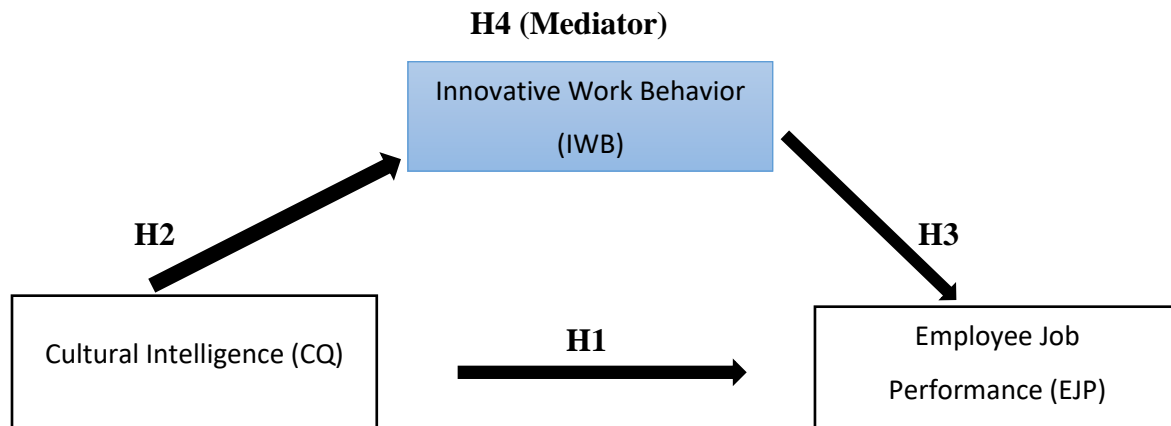 H4 (Mediator)
Innovative Work Behavior
(IWB)
H2
H3
Cultural Intelligence (CQ)
H1
Employee Job
Performance (EJP)